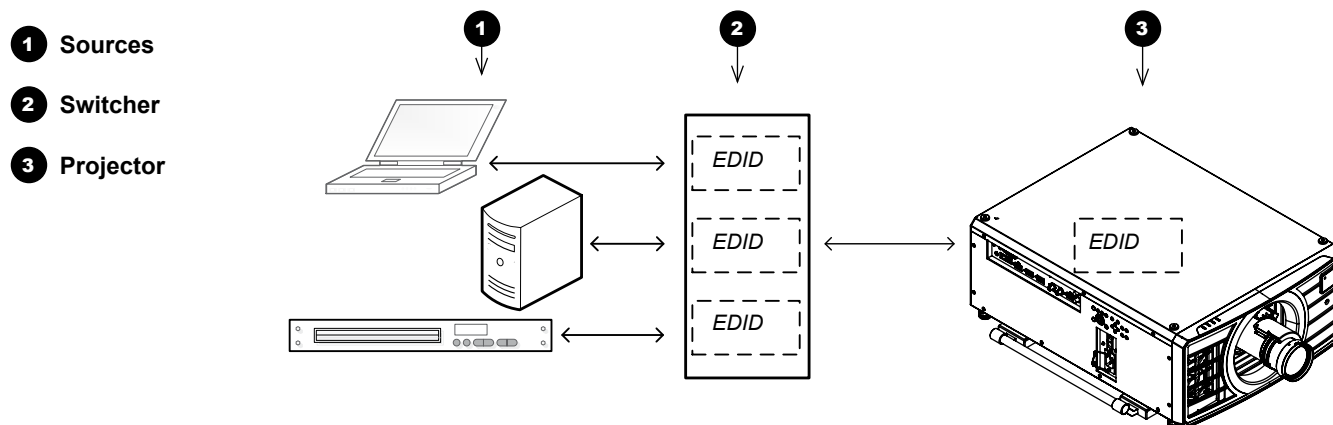 1 Sources
2 Switcher
3 Projector
1
2
3
EDID
EDID
EDID
EDID